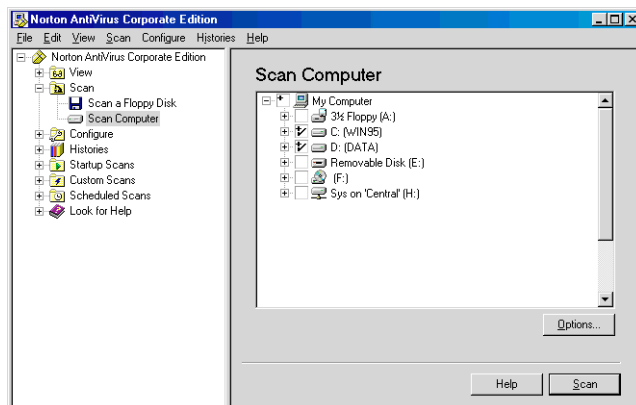 Norton AntiVirus Corporate Edition
File Edit View Scan Configure Histories Help
Norton AntiVirus Corporate Edition
View
Scan
Scan a Floppy Disk
Scan Computer
Configure
Histories
Startup Scans
Custom Scans
Scheduled Scans
Look for Help
Scan Computer
My Computer
3½ Floppy (A:)
C: (WIN95)
D: (DATA)
Removable Disk (E:)
(F:)
Sys on 'Central' (H:)
Options...
Help
Scan